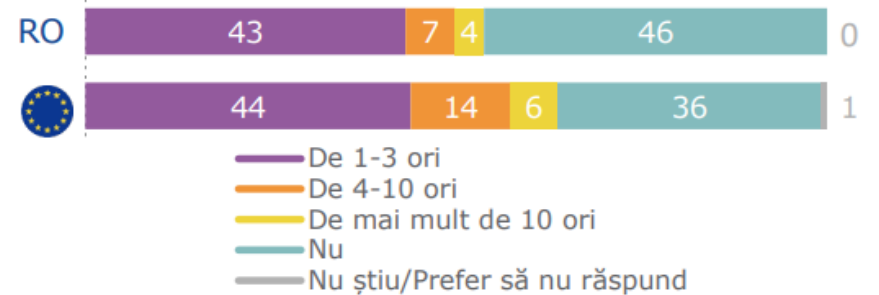 RO 43 7 4 46 0
44 14 6 36 1
De 1-3 ori
De 4-10 ori
De mai mult de 10 ori
Nu
Nu știu/Prefer să nu răspund